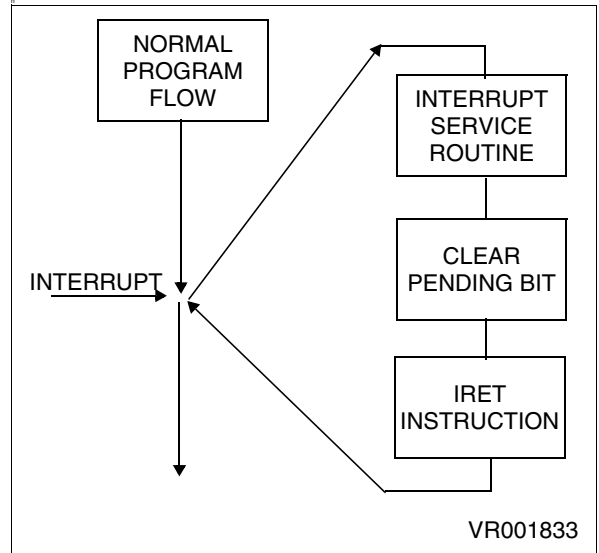 NORMAL
PROGRAM
FLOW
INTERRUPT
SERVICE
ROUTINE
INTERRUPT
CLEAR
PENDING BIT
IRET
INSTRUCTION
VR001833